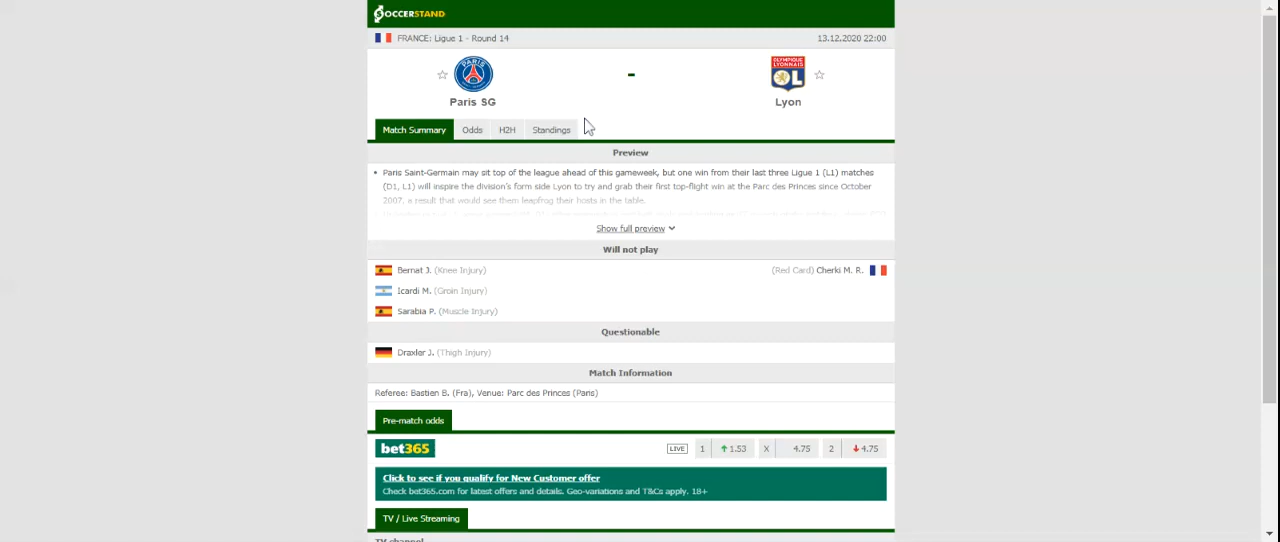 SOCCERSTAND
FRANCE: Ligue 1 - Round 14 13.12.2020 22:00
PARIS
OLYMPIQUE
LYONNAIS
OL
Paris SG - Lyon
Match Summary Odds H2H Standings
Preview
Paris Saint-Germain may sit top of the league ahead of this gameweek, but one win from their last three Ligue 1 (L1) matches
(D1, L1) will inspire the division's form side Lyon to try and grab their first top-flight win at the Parc des Princes since October
2007, a result that would see them leapfrog their hosts in the table.
Show full preview
Will not play
Bernat J. (Knee Injury) (Red Card) Cherki M. R.
Icardi M. (Groin Injury)
Sarabia P. (Muscle Injury)
Questionable
Draxler J. (Thigh Injury)
Match Information
Referee: Bastien B. (Fra), Venue: Parc des Princes (Paris)
Pre-match odds
bet365 LIVE 1 1.53 X 4.75 2 4.75
Click to see if you qualify for New Customer offer
Check bet365.com for latest offers and details. Geo-variations and T&Cs apply. 18+
TV / Live Streaming
TV channel